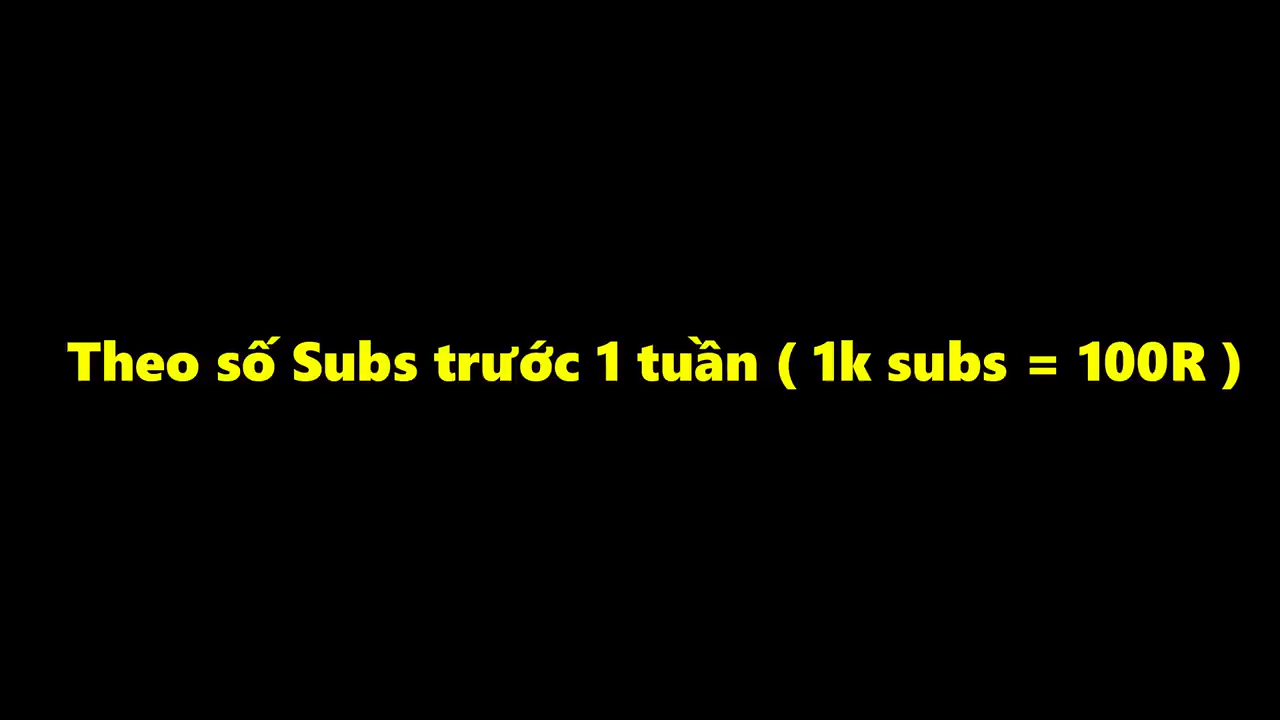 Theo số Subs trước 1 tuần ( 1k subs = 100R )